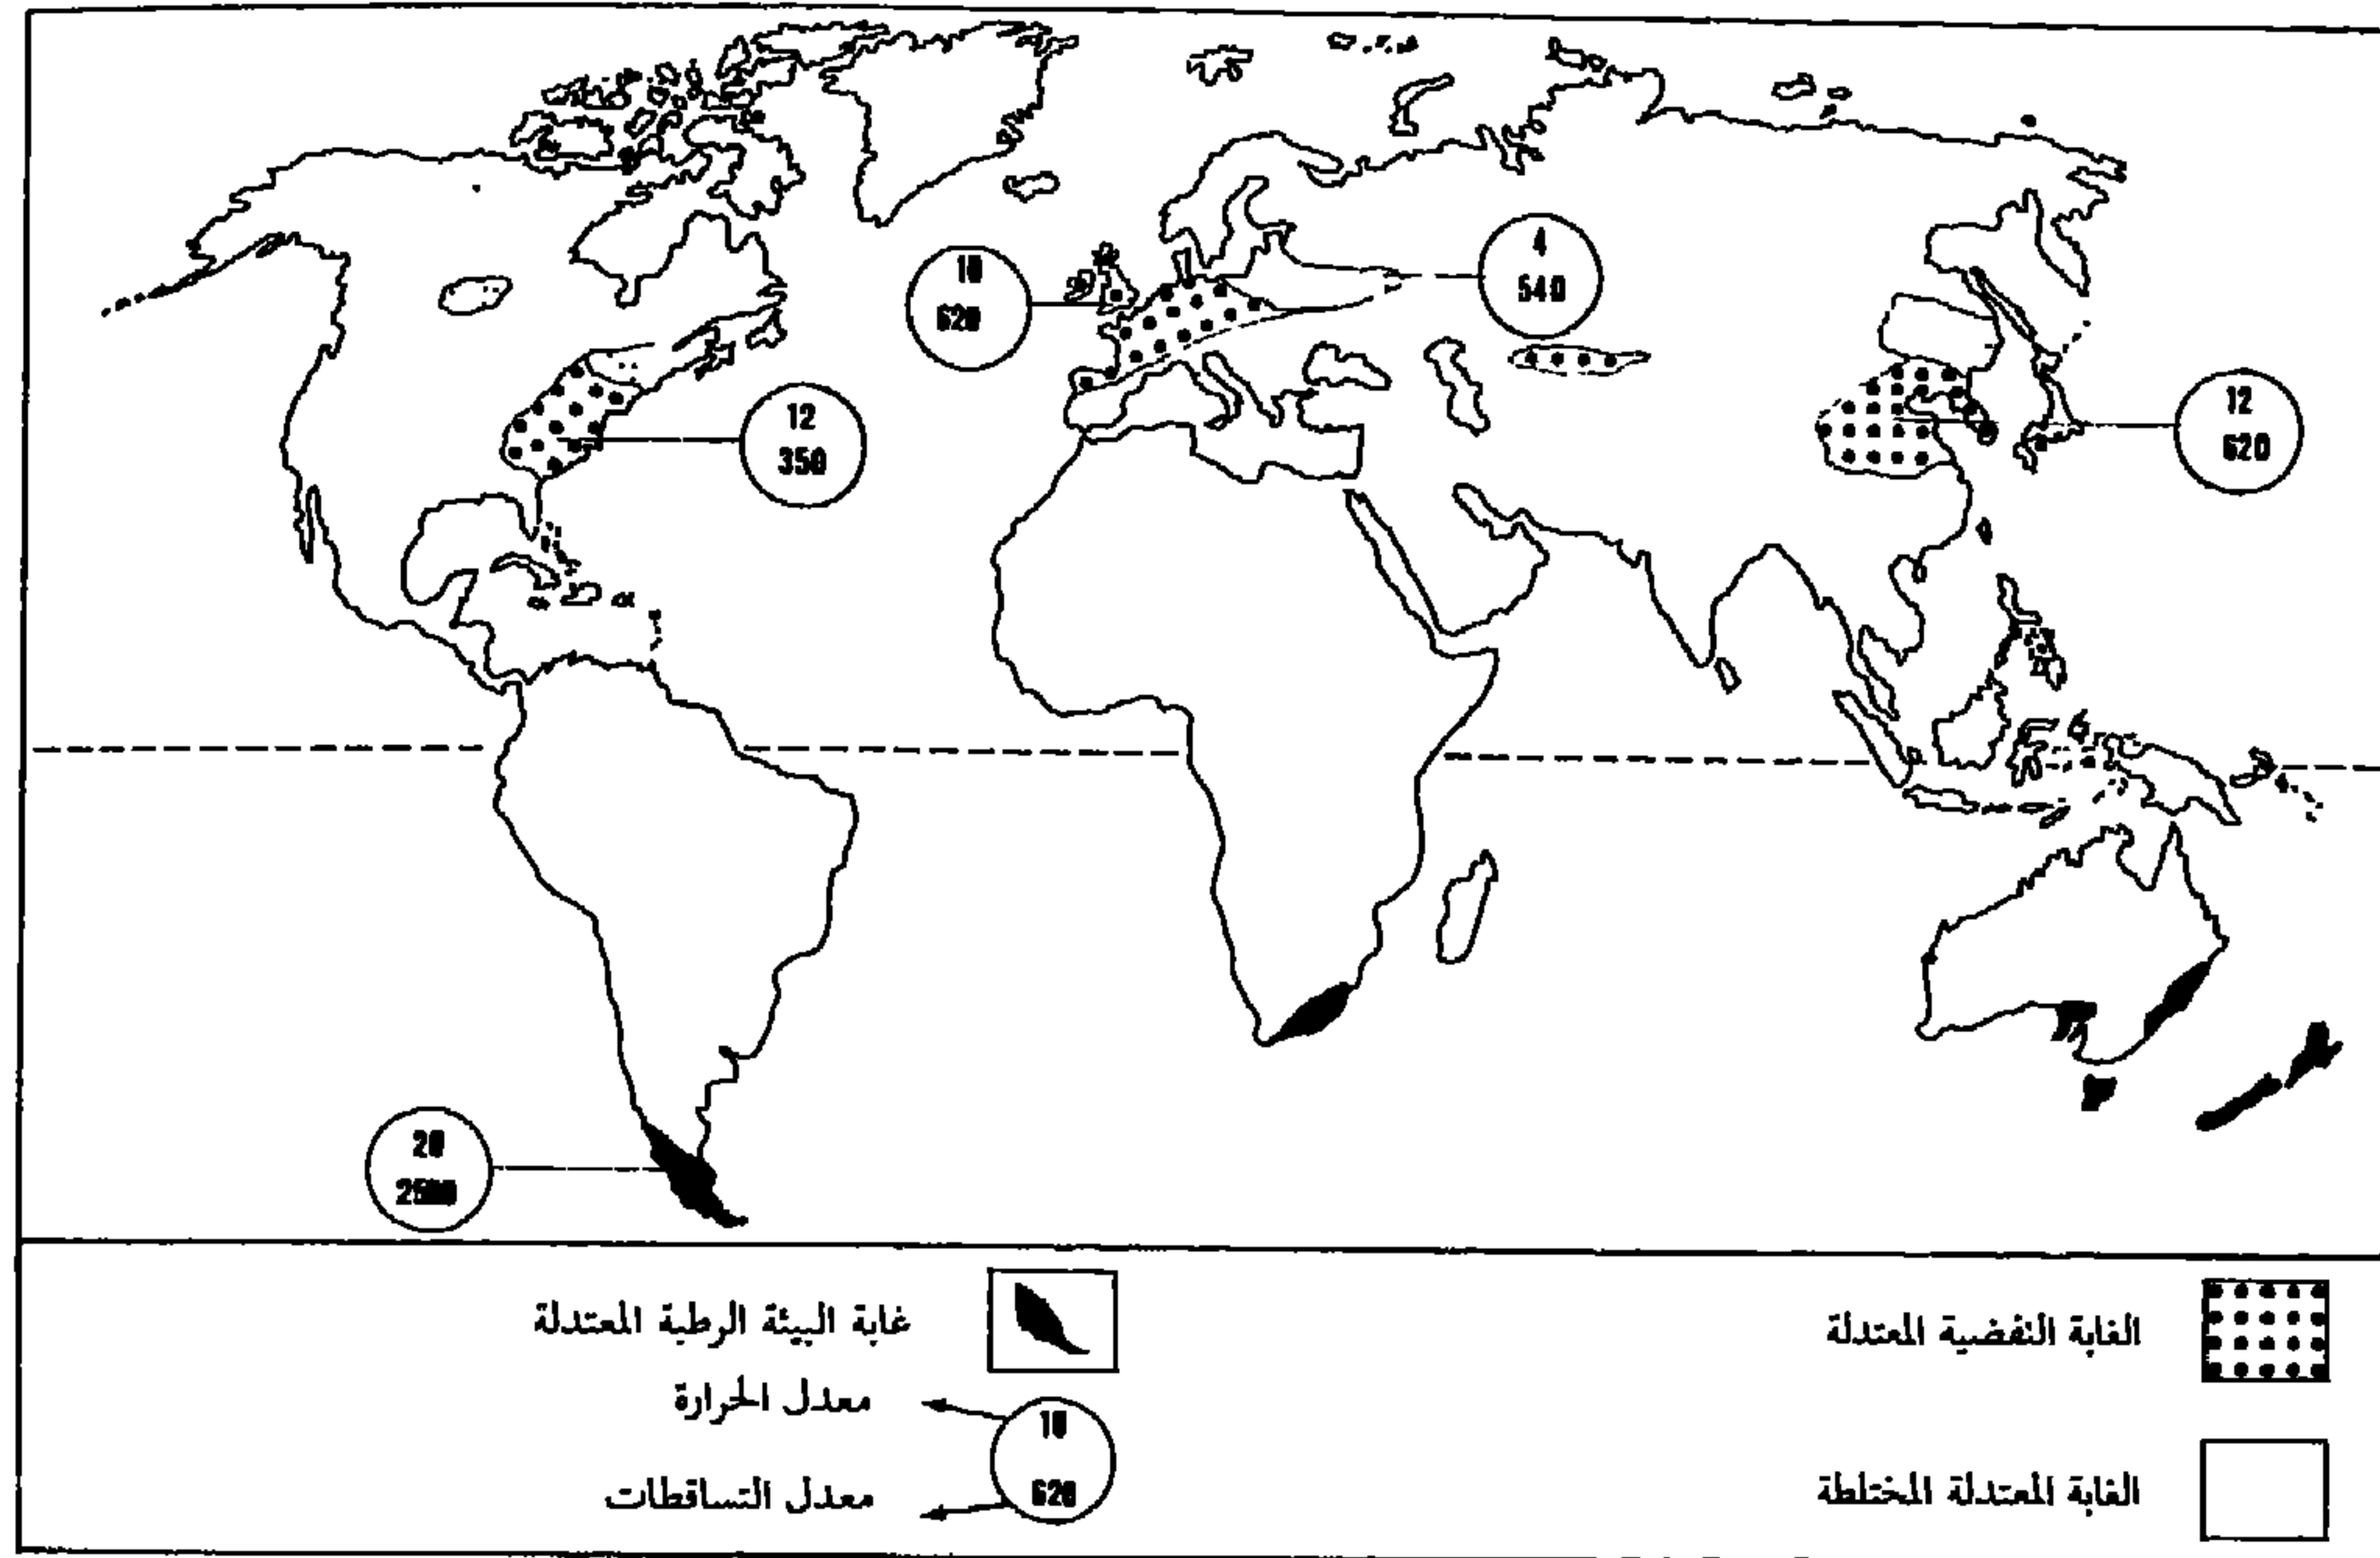 4
540
10
620
12
350
12
620
20
الغابة النفضية المعتدلة
غابة البيئة الرطبة المعتدلة
معدل الحرارة
10
620
الغابة المعتدلة المختلطة
معدل التساقطات